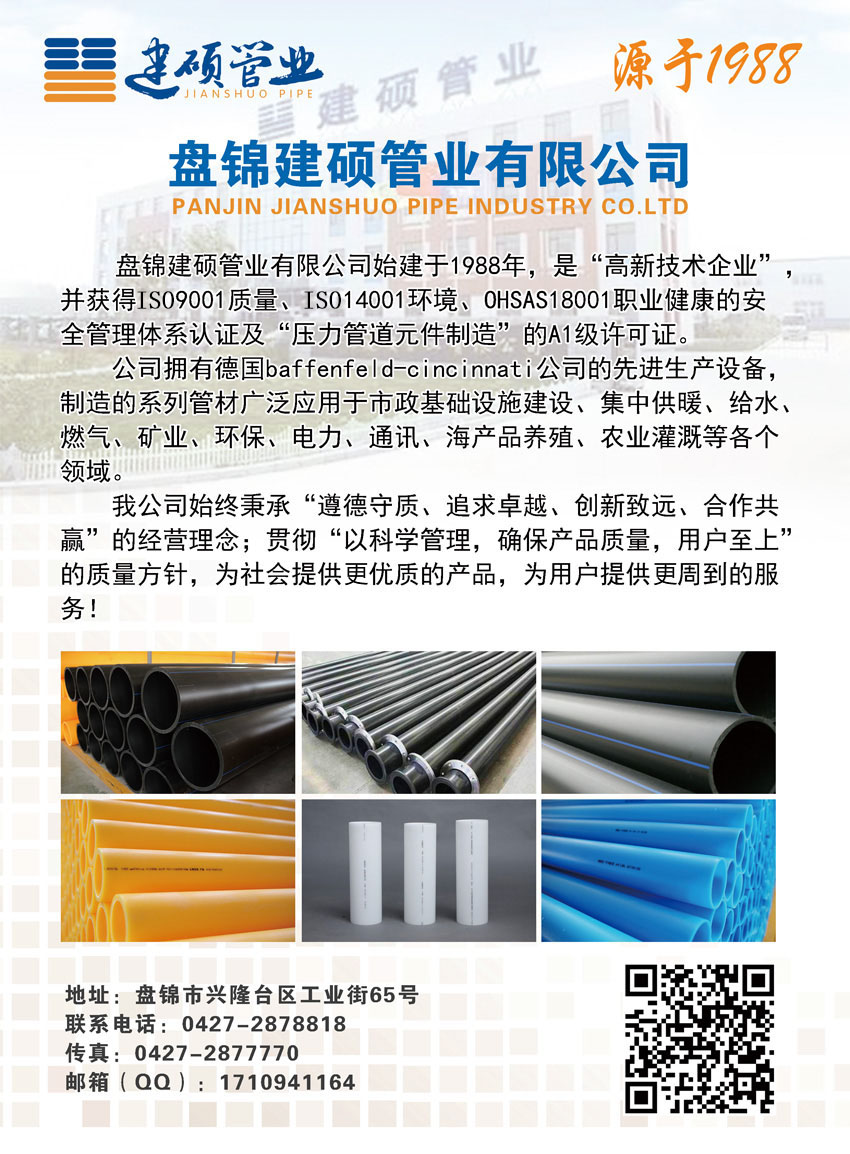 建硕管业
JIANSHUO PIPE
源于1988
建硕管业
盘锦建硕管业有限公司
PANJIN JIANSHUO PIPE INDUSTRY CO.LTD
盘锦建硕管业有限公司始建于1988年，是“高新技术企业”，
并获得ISO9001质量、ISO14001环境、OHSAS18001职业健康的安
全管理体系认证及“压力管道元件制造”的A1级许可证。
公司拥有德国baffenfeld-cincinnati公司的先进生产设备，
制造的系列管材广泛应用于市政基础设施建设、集中供暖、给水、
燃气、矿业、环保、电力、通讯、海产品养殖、农业灌溉等各个
领域。
我公司始终秉承“遵德守质、追求卓越、创新致远、合作共
赢”的经营理念；贯彻“以科学管理，确保产品质量，用户至上”
的质量方针，为社会提供更优质的产品，为用户提供更周到的服
务！
地址：盘锦市兴隆台区工业街65号
联系电话：0427-2878818
传真：0427-2877770
邮箱（QQ）：1710941164